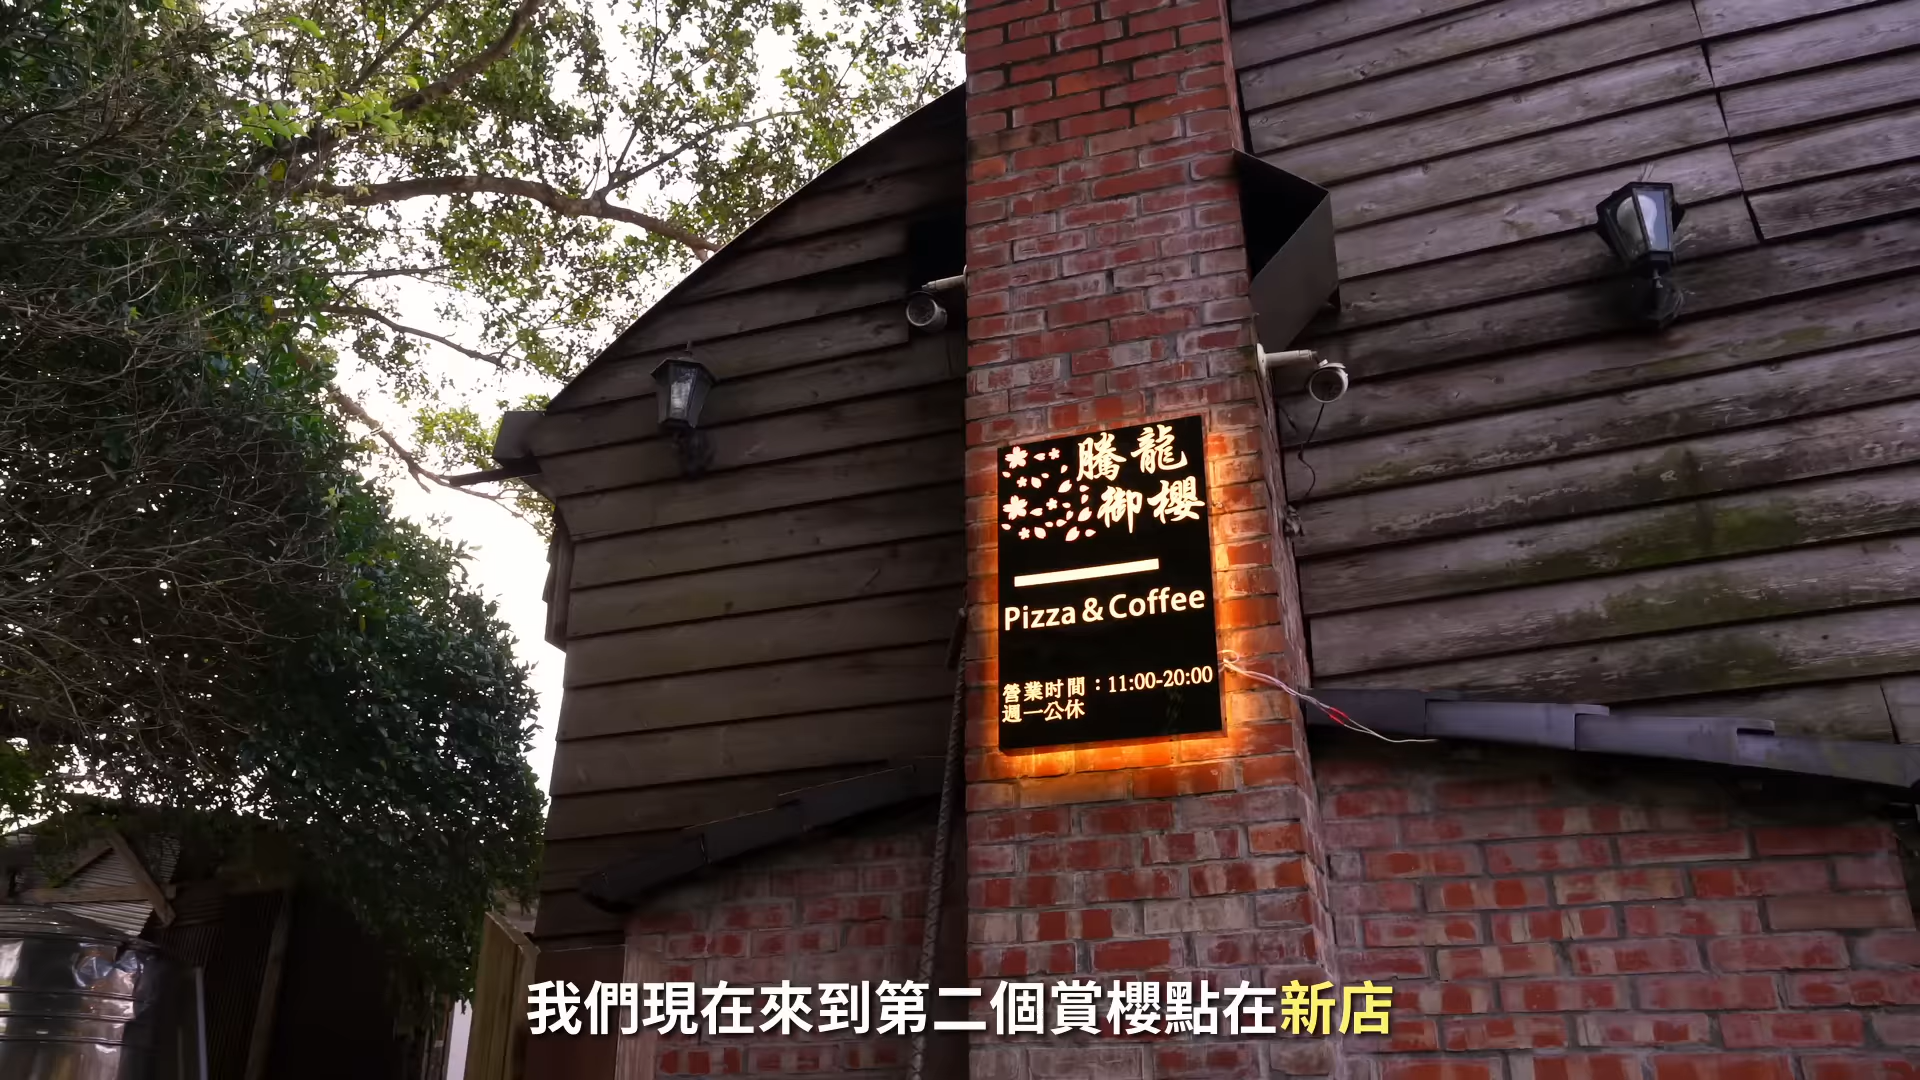 騰龍
御櫻
Pizza & Coffee
營業时間：11:00-20:00
週一公休
我們現在來到第二個賞櫻點在新店